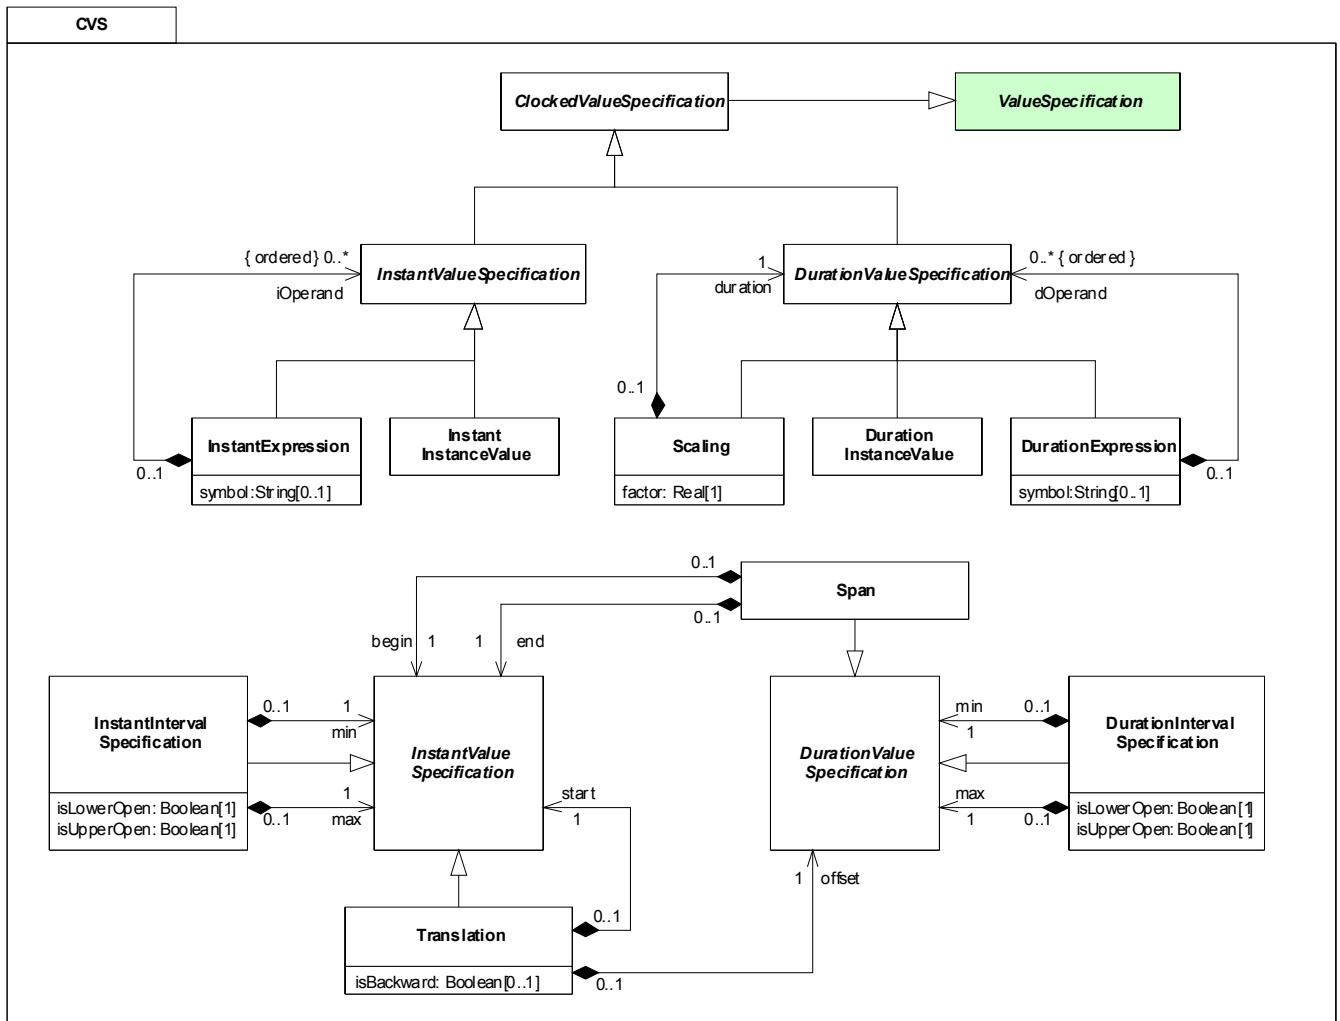 CVS
ClockedValueSpecification
ValueSpecification
{ ordered} 0..*
InstantValueSpecification
iOperand
1
DurationValueSpecification
duration
0..* { ordered }
dOperand
0..1
InstantExpression
0..1
symbol:String[0..1]
Instant
InstanceValue
Scaling
factor: Real[1]
Duration
InstanceValue
DurationExpression
0..1
symbol:String[0..1]
0..1
Span
0..1
begin 1
1 end
InstantInterval
Specification
isLowerOpen: Boolean[1]
isUpperOpen: Boolean[1]
0..1
1
min
1
0..1
max
InstantValue
Specification
start
1
DurationValue
Specification
min
0..1
1
max
1
0..1
DurationInterval
Specification
isLowerOpen: Boolean[1]
isUpperOpen: Boolean[1]
1 offset
Translation
isBackward: Boolean[0..1]
0..1
0..1